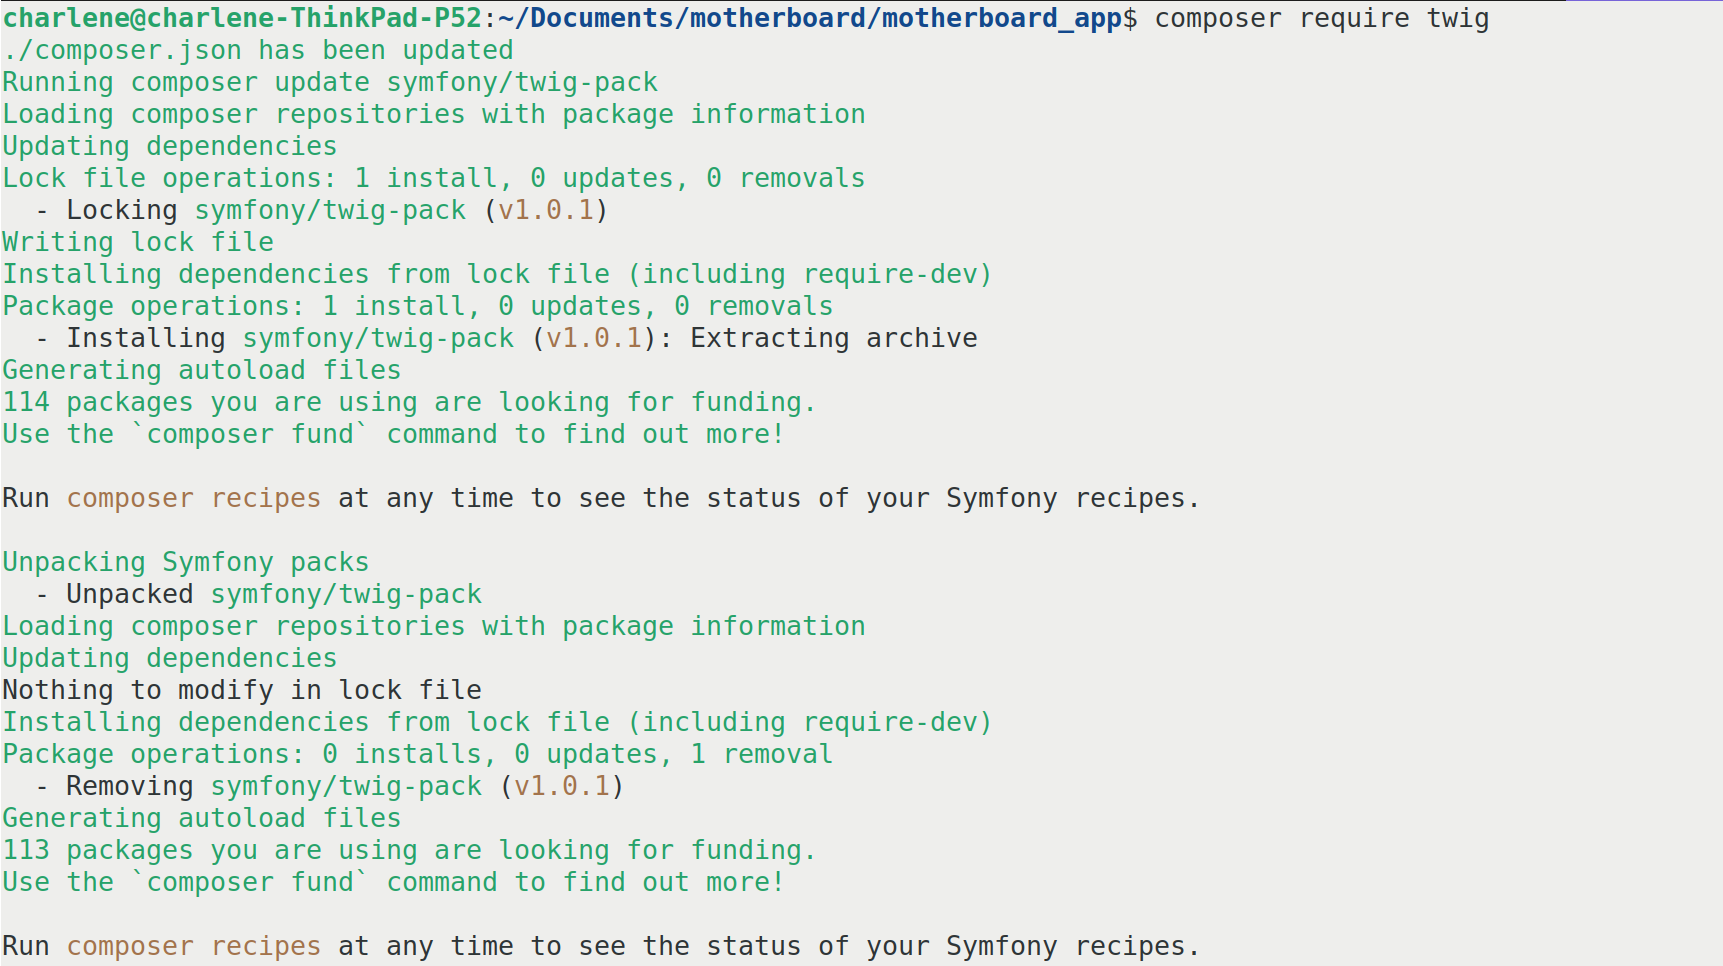 charlene@charlene-ThinkPad-P52:~/Documents/motherboard/motherboard_app$ composer require twig
./composer.json has been updated
Running composer update symfony/twig-pack
Loading composer repositories with package information
Updating dependencies
Lock file operations: 1 install, 0 updates, 0 removals
  - Locking symfony/twig-pack (v1.0.1)
Writing lock file
Installing dependencies from lock file (including require-dev)
Package operations: 1 install, 0 updates, 0 removals
  - Installing symfony/twig-pack (v1.0.1): Extracting archive
Generating autoload files
114 packages you are using are looking for funding.
Use the `composer fund` command to find out more!

Run composer recipes at any time to see the status of your Symfony recipes.

Unpacking Symfony packs
  - Unpacked symfony/twig-pack
Loading composer repositories with package information
Updating dependencies
Nothing to modify in lock file
Installing dependencies from lock file (including require-dev)
Package operations: 0 installs, 0 updates, 1 removal
  - Removing symfony/twig-pack (v1.0.1)
Generating autoload files
113 packages you are using are looking for funding.
Use the `composer fund` command to find out more!

Run composer recipes at any time to see the status of your Symfony recipes.